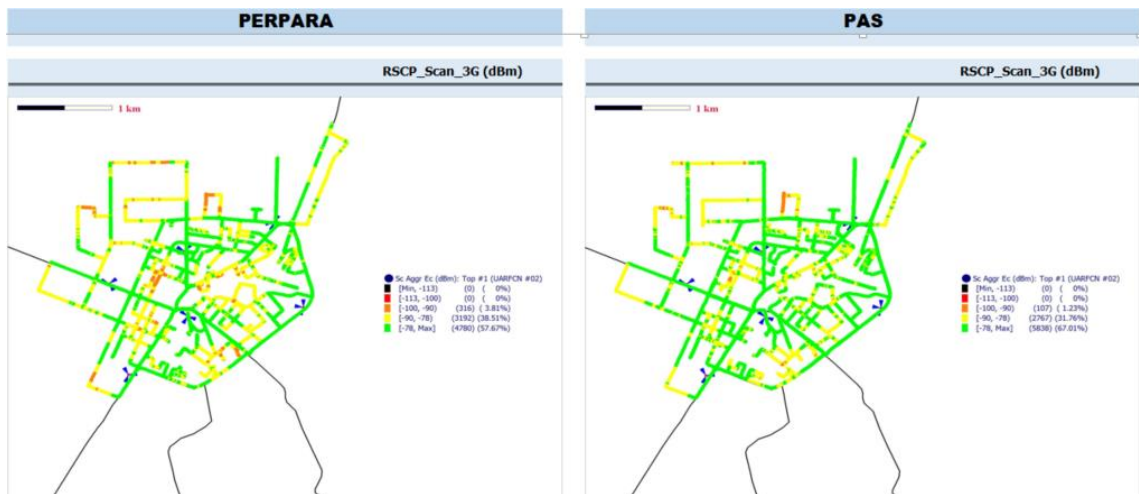 PERPARA
RSCP_Scan_3G (dBm)
1 km
Sc Aggr Ec (dBm): Top #1 (UARFCN #02)
[Min, -113) (0) ( 0%)
[-113, -100) (0) ( 0%)
[-100, -90) (316) ( 3.81%)
[-90, -78) (3192) (38.51%)
[-78, Max] (4780) (57.67%)
PAS
RSCP_Scan_3G (dBm)
1 km
Sc Aggr Ec (dBm): Top #1 (UARFCN #02)
[Min, -113) (0) ( 0%)
[-113, -100) (0) ( 0%)
[-100, -90) (107) ( 1.23%)
[-90, -78) (2767) (31.76%)
[-78, Max] (5838) (67.01%)